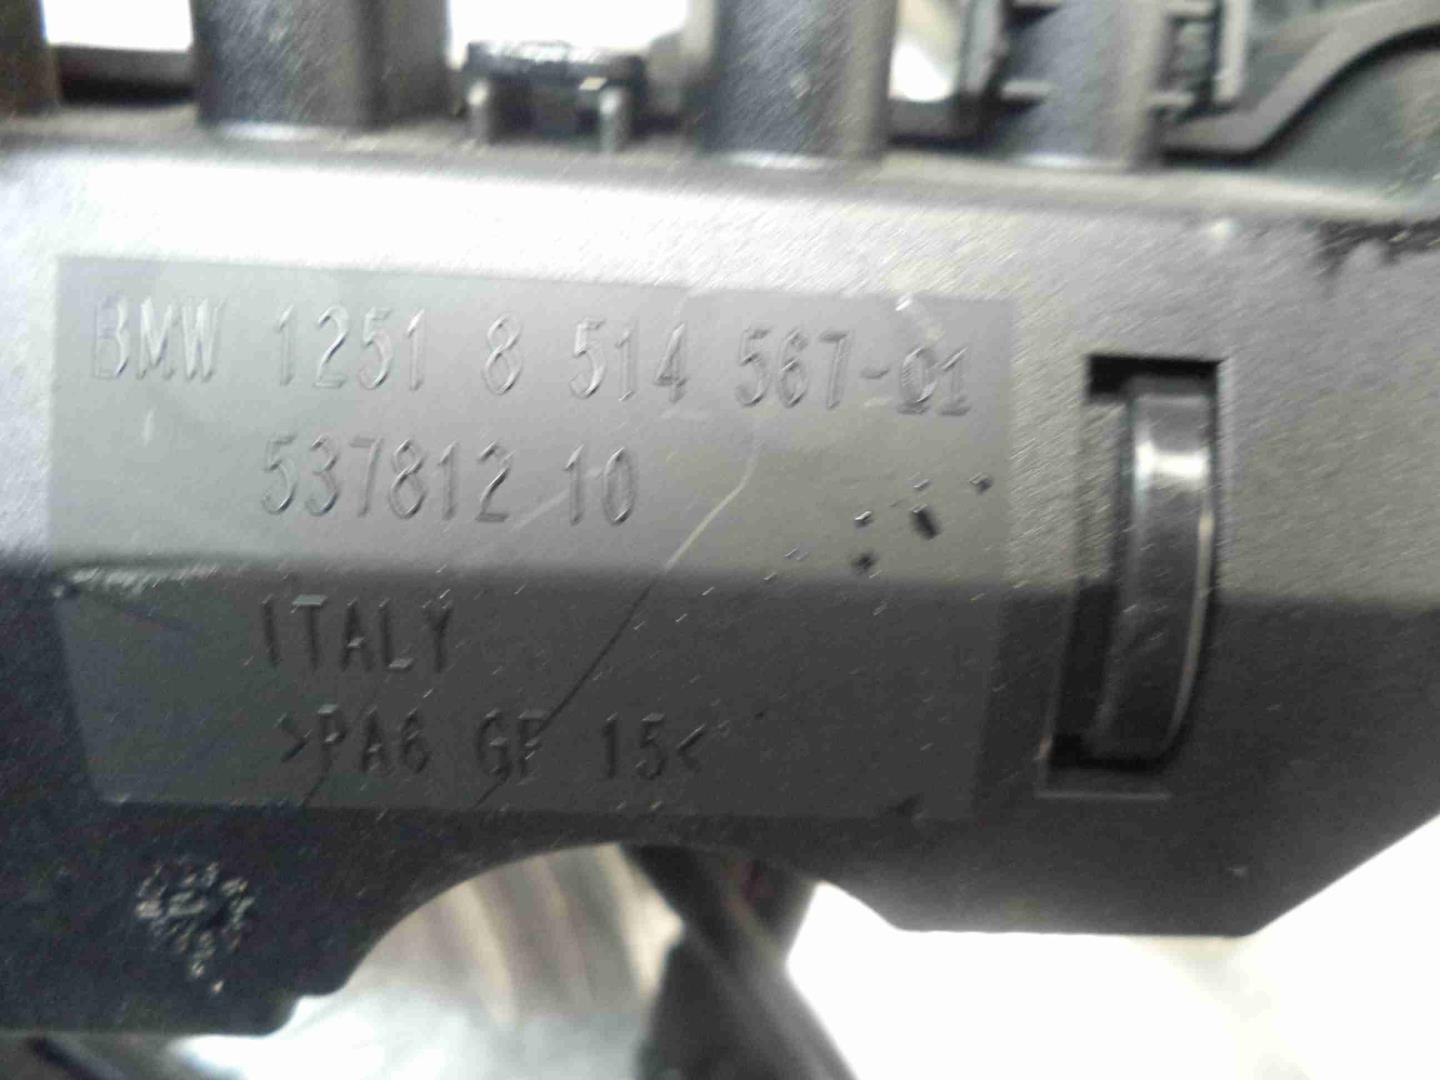 BMW 1251 8 514 567-01
537812 10
ITALY
>PA6 GF 15<